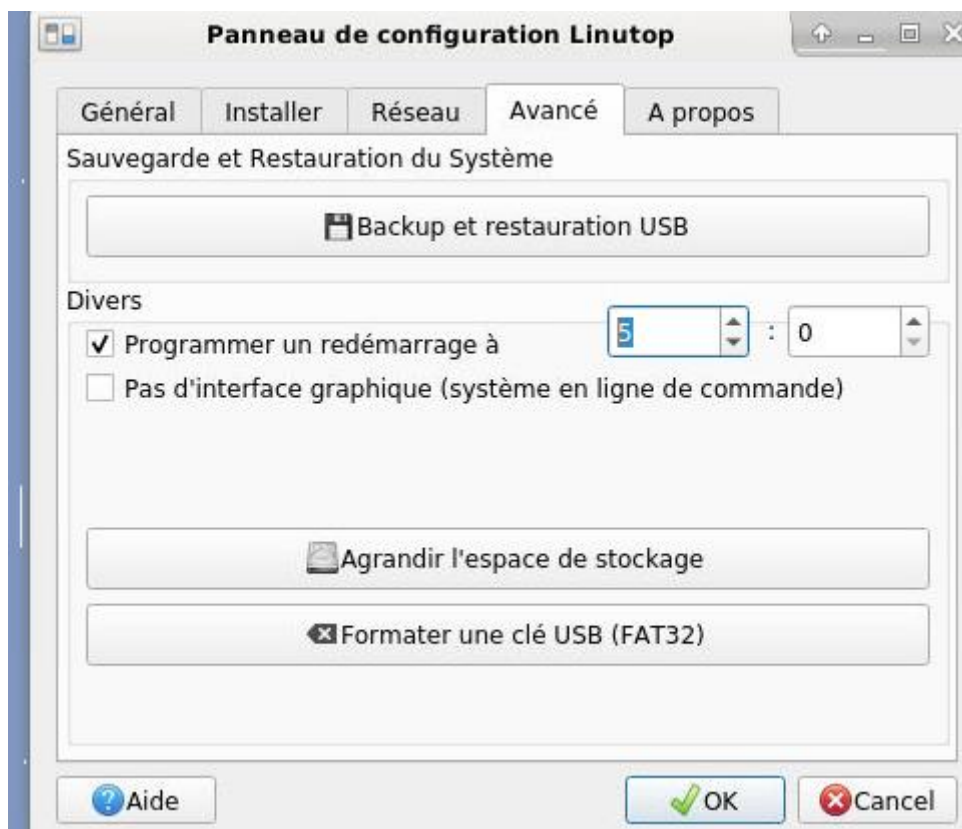 Panneau de configuration Linutop
Général Installer Réseau Avancé A propos
Sauvegarde et Restauration du Système
Backup et restauration USB
Divers
Programmer un redémarrage à 5 : 0
Pas d'interface graphique (système en ligne de commande)
Agrandir l'espace de stockage
Formater une clé USB (FAT32)
Aide OK Cancel